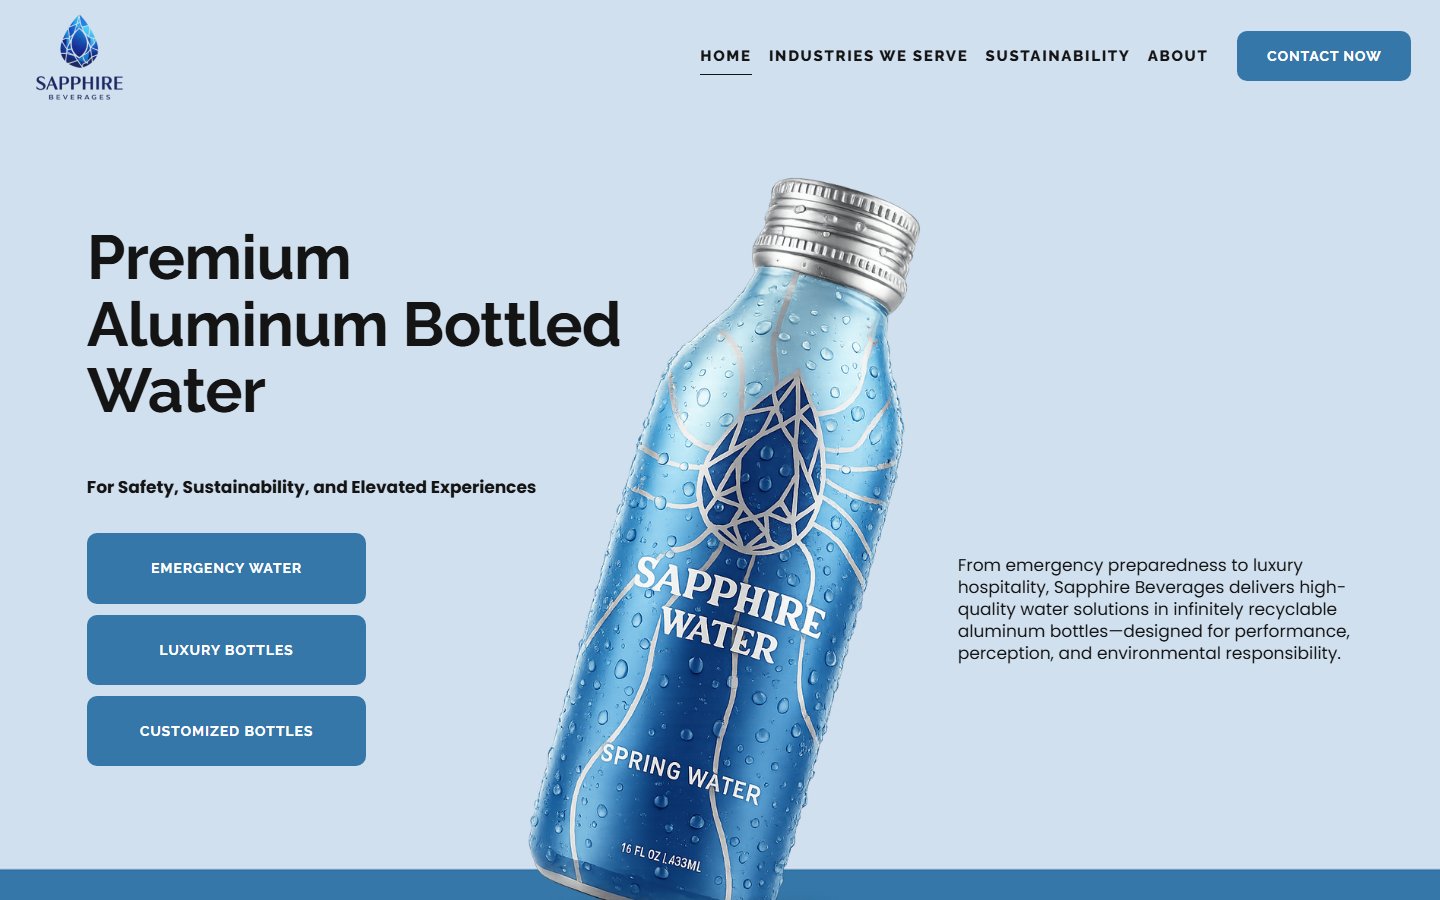 SAPPHIRE
BEVERAGES
HOME
INDUSTRIES WE SERVE
SUSTAINABILITY
ABOUT
CONTACT NOW
Premium
Aluminum Bottled
Water
For Safety, Sustainability, and Elevated Experiences
EMERGENCY WATER
LUXURY BOTTLES
CUSTOMIZED BOTTLES
SAPPHIRE
WATER
SPRING WATER
16 FL OZ | 433ML
From emergency preparedness to luxury
hospitality, Sapphire Beverages delivers high-
quality water solutions in infinitely recyclable
aluminum bottles—designed for performance,
perception, and environmental responsibility.